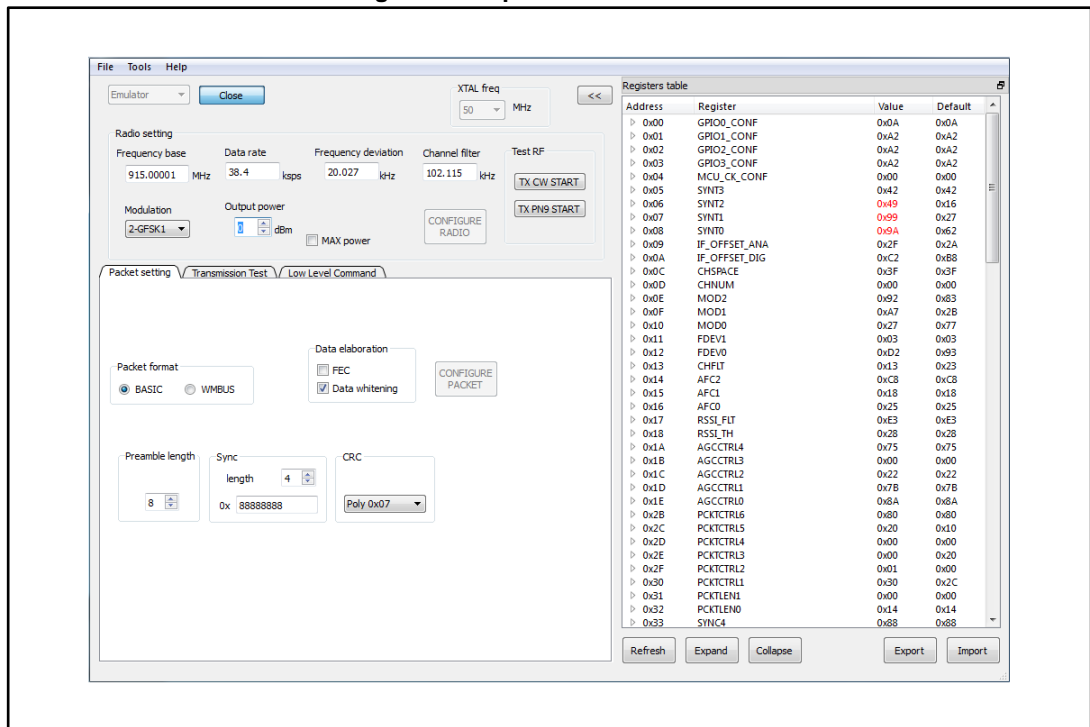 File Tools Help
Emulator Close XTAL freq 50 MHz <<
Radio setting
Frequency base Data rate Frequency deviation Channel filter Test RF
915.00001 MHz 38.4 ksps 20.027 kHz 102.115 kHz TX CW START
Modulation Output power TX PN9 START
2-GFSK1 0 dBm MAX power CONFIGURE RADIO
Packet setting Transmission Test Low Level Command
Packet format Data elaboration
BASIC WMBUS FEC CONFIGURE PACKET
Data whitening
Preamble length Sync CRC
length 4
8 0x 88888888 Poly 0x07
Registers table
Address Register Value Default
0x00 GPIO0_CONF 0x0A 0x0A
0x01 GPIO1_CONF 0xA2 0xA2
0x02 GPIO2_CONF 0xA2 0xA2
0x03 GPIO3_CONF 0xA2 0xA2
0x04 MCU_CK_CONF 0x00 0x00
0x05 SYNT3 0x42 0x42
0x06 SYNT2 0x49 0x16
0x07 SYNT1 0x99 0x27
0x08 SYNT0 0x9A 0x62
0x09 IF_OFFSET_ANA 0x2F 0x2A
0x0A IF_OFFSET_DIG 0xC2 0xB8
0x0C CHSPACE 0x3F 0x3F
0x0D CHNUM 0x00 0x00
0x0E MOD2 0x92 0x83
0x0F MOD1 0xA7 0x2B
0x10 MOD0 0x27 0x77
0x11 FDEV1 0x03 0x03
0x12 FDEV0 0xD2 0x93
0x13 CHFLT 0x13 0x23
0x14 AFC2 0xC8 0xC8
0x15 AFC1 0x18 0x18
0x16 AFC0 0x25 0x25
0x17 RSSI_FLT 0xE3 0xE3
0x18 RSSI_TH 0x28 0x28
0x1A AGCCTRL4 0x75 0x75
0x1B AGCCTRL3 0x00 0x00
0x1C AGCCTRL2 0x22 0x22
0x1D AGCCTRL1 0x7B 0x7B
0x1E AGCCTRL0 0x8A 0x8A
0x2B PCKTCTRL6 0x80 0x80
0x2C PCKTCTRL5 0x20 0x10
0x2D PCKTCTRL4 0x00 0x00
0x2E PCKTCTRL3 0x00 0x20
0x2F PCKTCTRL2 0x01 0x00
0x30 PCKTCTRL1 0x30 0x2C
0x31 PCKTLEN1 0x00 0x00
0x32 PCKTLEN0 0x14 0x14
0x33 SYNC4 0x88 0x88
Refresh Expand Collapse Export Import